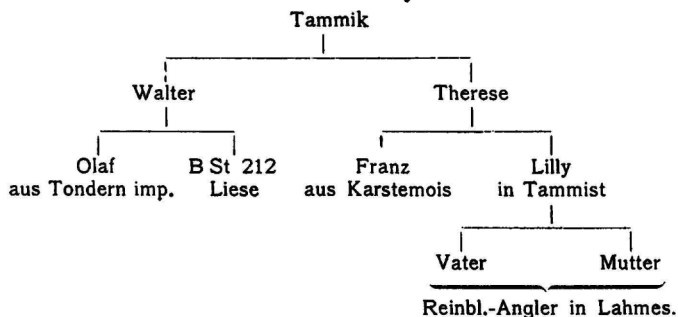 Tammik
Walter Therese
Olaf B St 212 Franz Lilly
aus Tondern imp. Liese aus Karstemois in Tammist
Vater Mutter
Reinbl.-Angler in Lahmes.